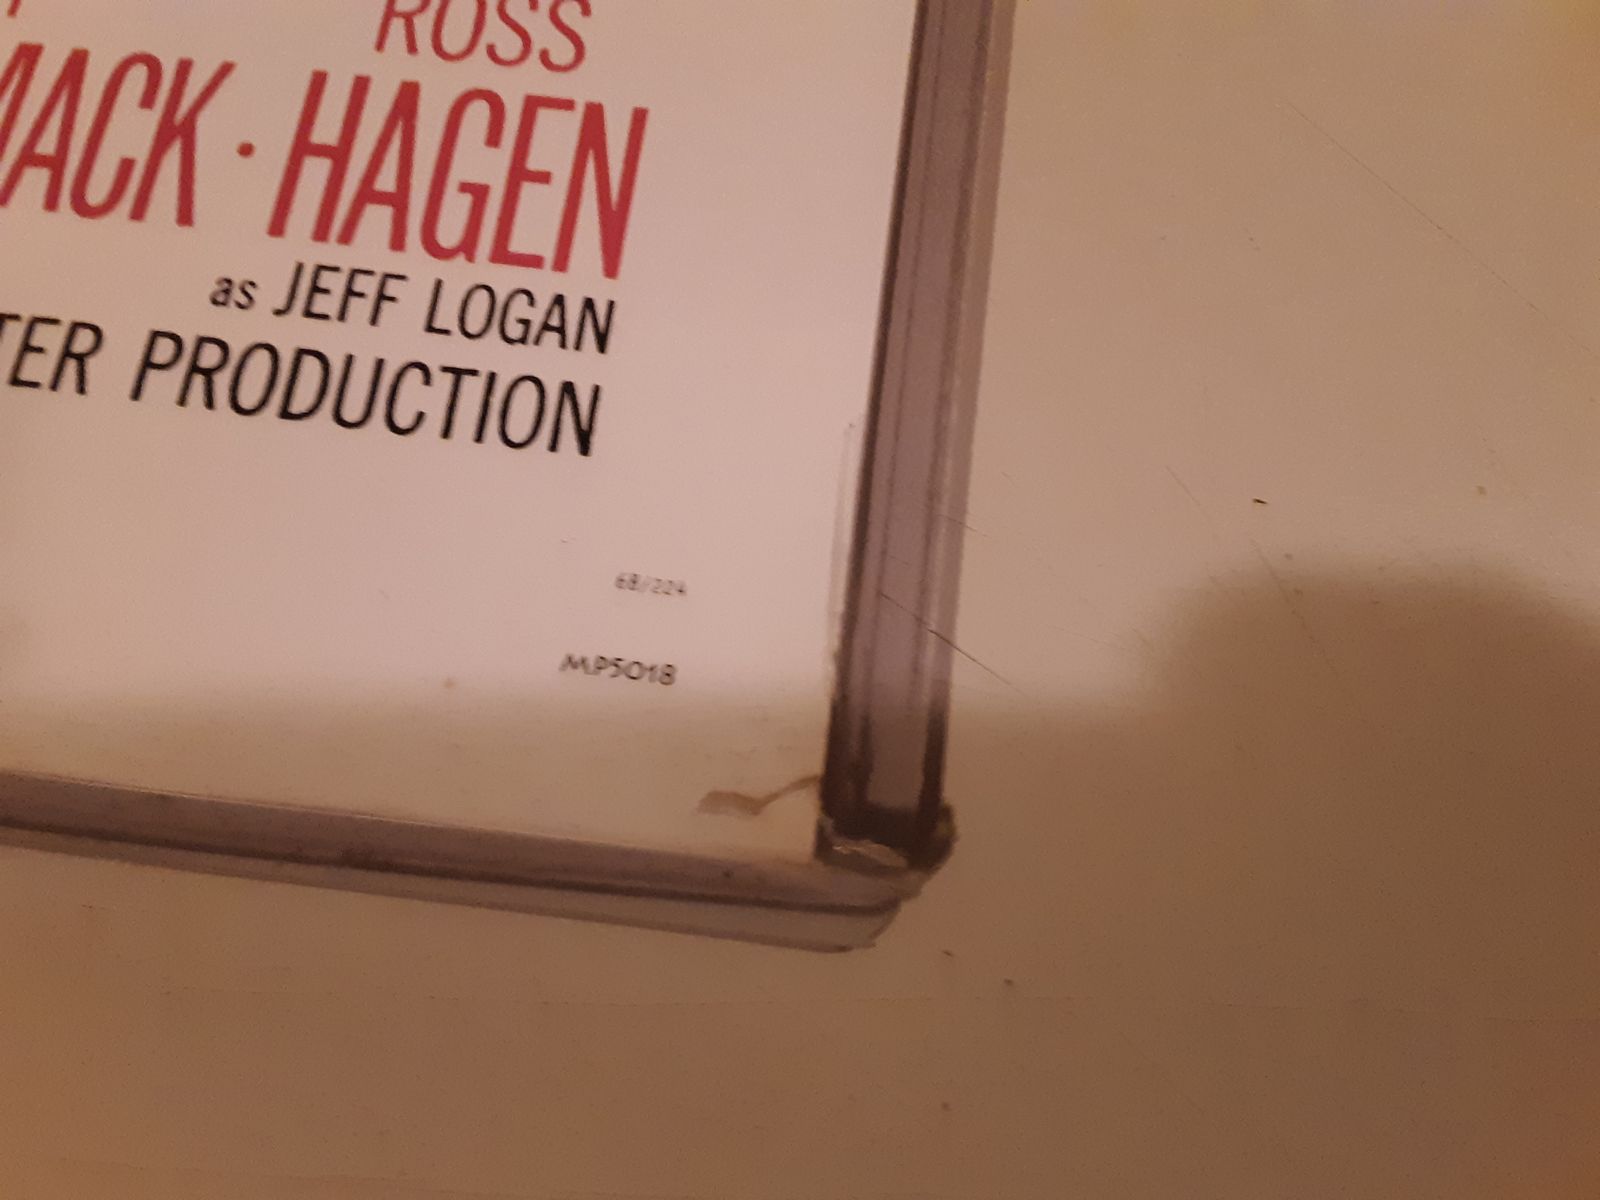 ROSS
MACK · HAGEN
as JEFF LOGAN
TER PRODUCTION
68/224
MP5018